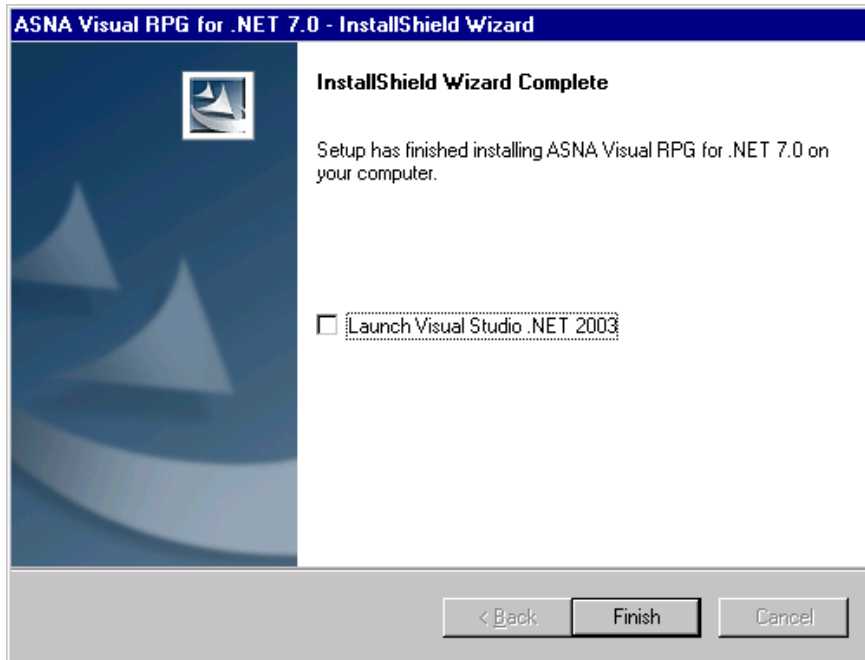 ASNA Visual RPG for .NET 7.0 - InstallShield Wizard
InstallShield Wizard Complete
Setup has finished installing ASNA Visual RPG for .NET 7.0 on
your computer.
Launch Visual Studio .NET 2003
< Back
Finish
Cancel